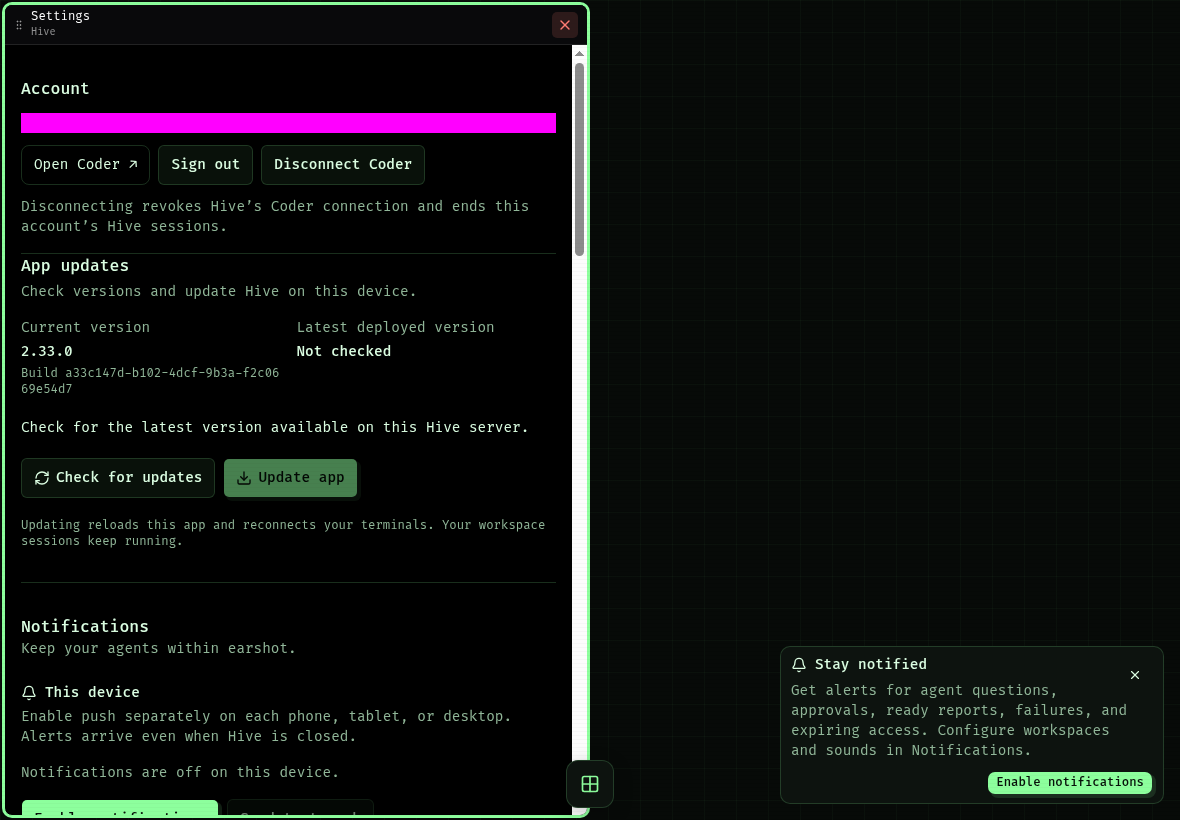 Settings
Hive
Account
Open Coder ↗
Sign out
Disconnect Coder
Disconnecting revokes Hive’s Coder connection and ends this
account’s Hive sessions.
App updates
Check versions and update Hive on this device.
Current version
Latest deployed version
2.33.0
Not checked
Build a33c147d-b102-4dcf-9b3a-f2c06
69e54d7
Check for the latest version available on this Hive server.
Check for updates
Update app
Updating reloads this app and reconnects your terminals. Your workspace
sessions keep running.
Notifications
Keep your agents within earshot.
This device
Enable push separately on each phone, tablet, or desktop.
Alerts arrive even when Hive is closed.
Notifications are off on this device.
Stay notified
Get alerts for agent questions,
approvals, ready reports, failures, and
expiring access. Configure workspaces
and sounds in Notifications.
Enable notifications